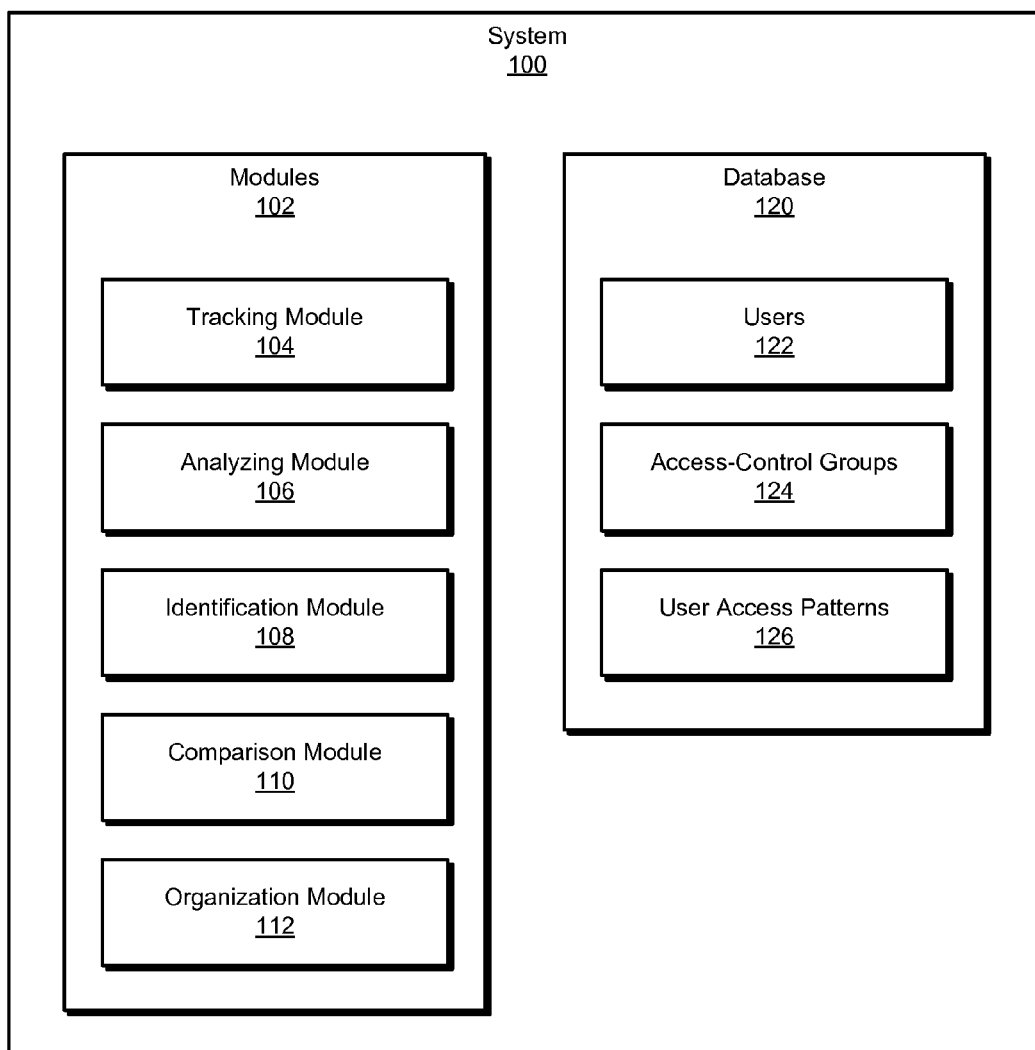 System
100
Modules
102
Tracking Module
104
Analyzing Module
106
Identification Module
108
Comparison Module
110
Organization Module
112
Database
120
Users
122
Access-Control Groups
124
User Access Patterns
126